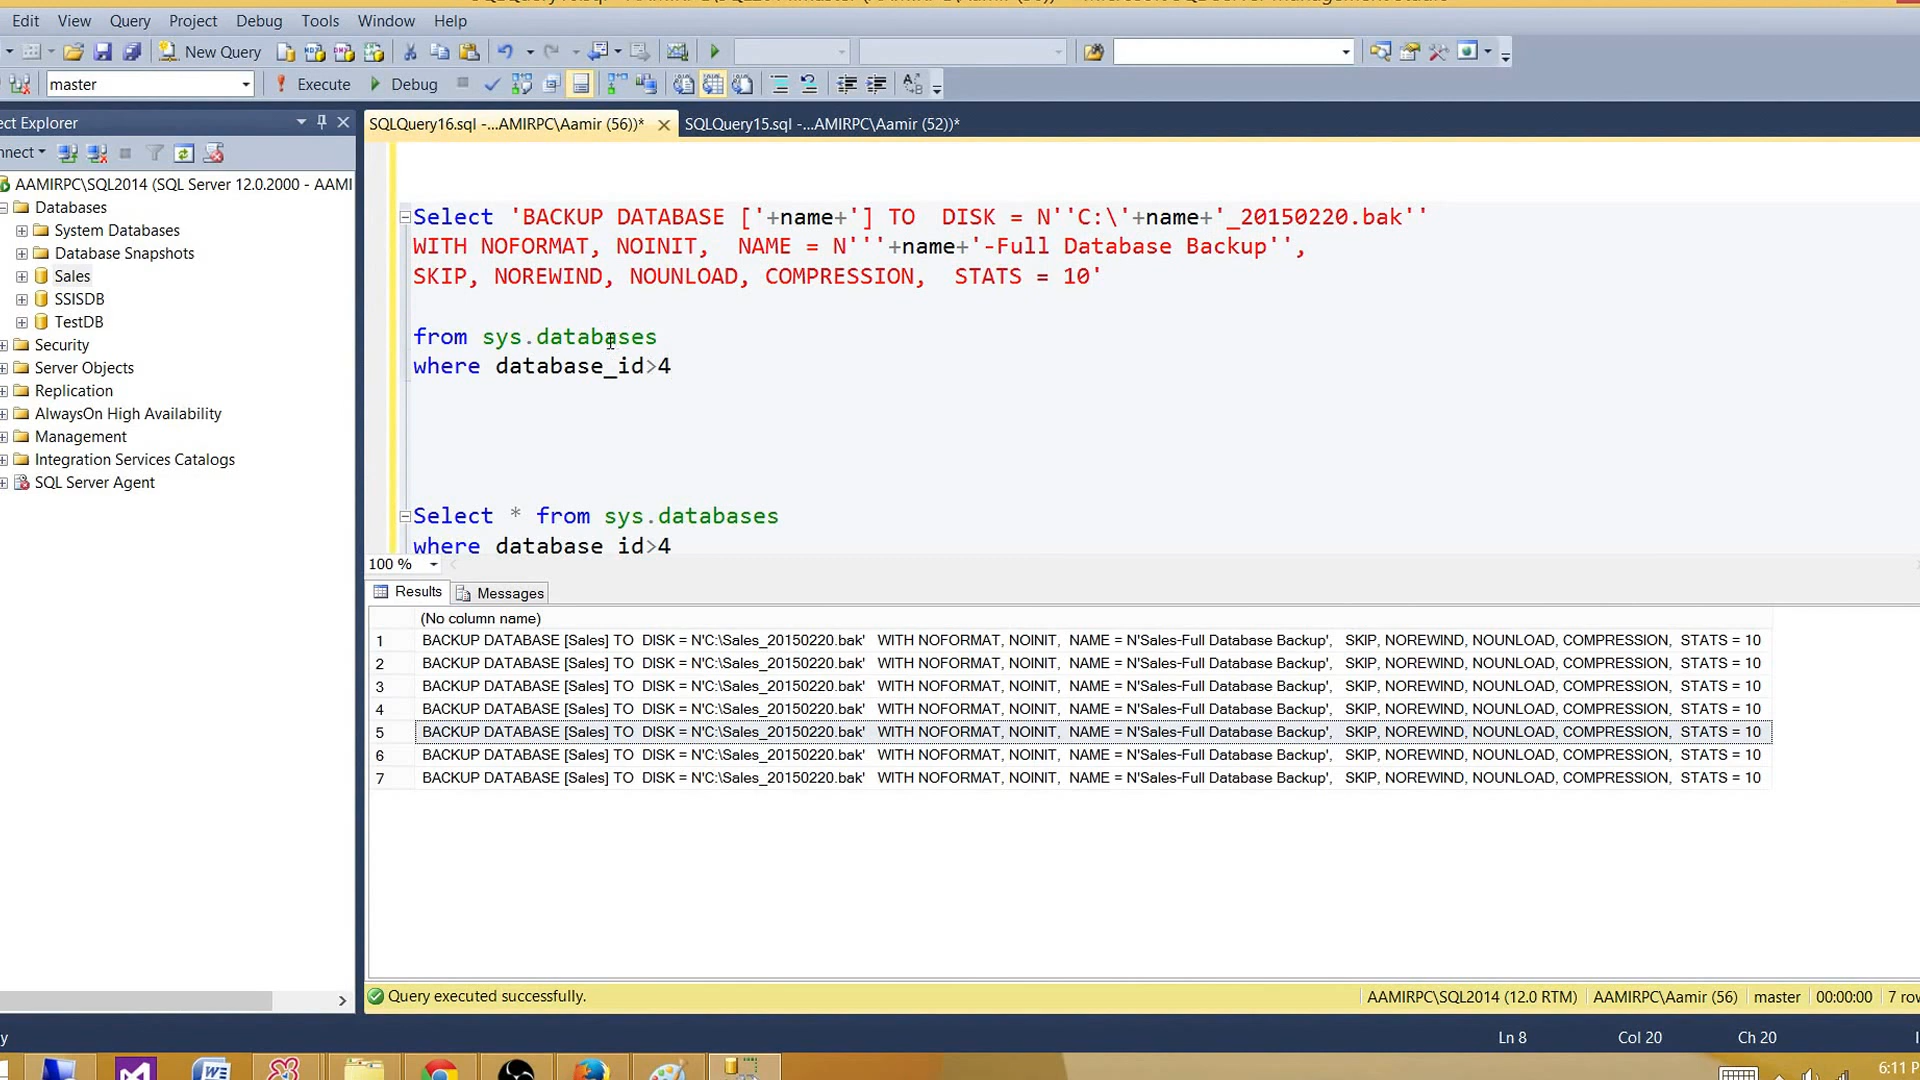 Edit View Query Project Debug Tools Window Help
New Query
master Execute Debug
ect Explorer
SQLQuery16.sql -...AMIRPC\Aamir (56))* SQLQuery15.sql -...AMIRPC\Aamir (52))*
nnect
AAMIRPC\SQL2014 (SQL Server 12.0.2000 - AAMI
Databases
System Databases
Database Snapshots
Sales
SSISDB
TestDB
Security
Server Objects
Replication
AlwaysOn High Availability
Management
Integration Services Catalogs
SQL Server Agent
Select 'BACKUP DATABASE ['+name+'] TO  DISK = N''C:\'+name+'_20150220.bak''
WITH NOFORMAT, NOINIT,  NAME = N'''+name+'-Full Database Backup'',
SKIP, NOREWIND, NOUNLOAD, COMPRESSION,  STATS = 10'
from sys.databases
where database_id>4
Select * from sys.databases
where database id>4
100 %
Results Messages
(No column name)
1 BACKUP DATABASE [Sales] TO  DISK = N'C:\Sales_20150220.bak'   WITH NOFORMAT, NOINIT,  NAME = N'Sales-Full Database Backup',   SKIP, NOREWIND, NOUNLOAD, COMPRESSION,  STATS = 10
2 BACKUP DATABASE [Sales] TO  DISK = N'C:\Sales_20150220.bak'   WITH NOFORMAT, NOINIT,  NAME = N'Sales-Full Database Backup',   SKIP, NOREWIND, NOUNLOAD, COMPRESSION,  STATS = 10
3 BACKUP DATABASE [Sales] TO  DISK = N'C:\Sales_20150220.bak'   WITH NOFORMAT, NOINIT,  NAME = N'Sales-Full Database Backup',   SKIP, NOREWIND, NOUNLOAD, COMPRESSION,  STATS = 10
4 BACKUP DATABASE [Sales] TO  DISK = N'C:\Sales_20150220.bak'   WITH NOFORMAT, NOINIT,  NAME = N'Sales-Full Database Backup',   SKIP, NOREWIND, NOUNLOAD, COMPRESSION,  STATS = 10
5 BACKUP DATABASE [Sales] TO  DISK = N'C:\Sales_20150220.bak'   WITH NOFORMAT, NOINIT,  NAME = N'Sales-Full Database Backup',   SKIP, NOREWIND, NOUNLOAD, COMPRESSION,  STATS = 10
6 BACKUP DATABASE [Sales] TO  DISK = N'C:\Sales_20150220.bak'   WITH NOFORMAT, NOINIT,  NAME = N'Sales-Full Database Backup',   SKIP, NOREWIND, NOUNLOAD, COMPRESSION,  STATS = 10
7 BACKUP DATABASE [Sales] TO  DISK = N'C:\Sales_20150220.bak'   WITH NOFORMAT, NOINIT,  NAME = N'Sales-Full Database Backup',   SKIP, NOREWIND, NOUNLOAD, COMPRESSION,  STATS = 10
Query executed successfully. AAMIRPC\SQL2014 (12.0 RTM) AAMIRPC\Aamir (56) master 00:00:00 7 row
y Ln 8 Col 20 Ch 20
6:11 P